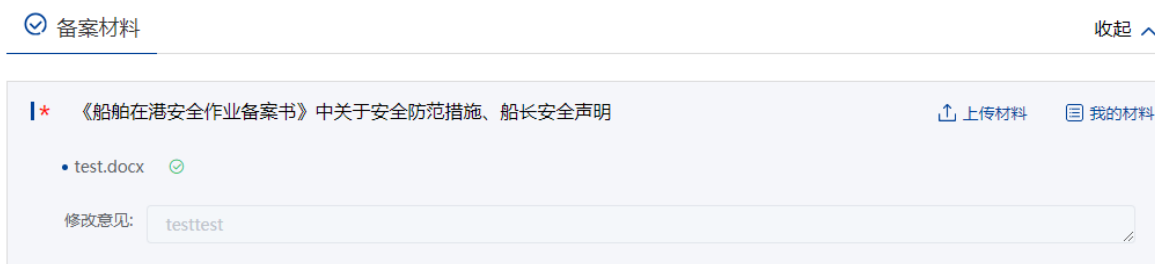 备案材料
收起
* 《船舶在港安全作业备案书》中关于安全防范措施、船长安全声明
上传材料
我的材料
• test.docx
修改意见:
testtest